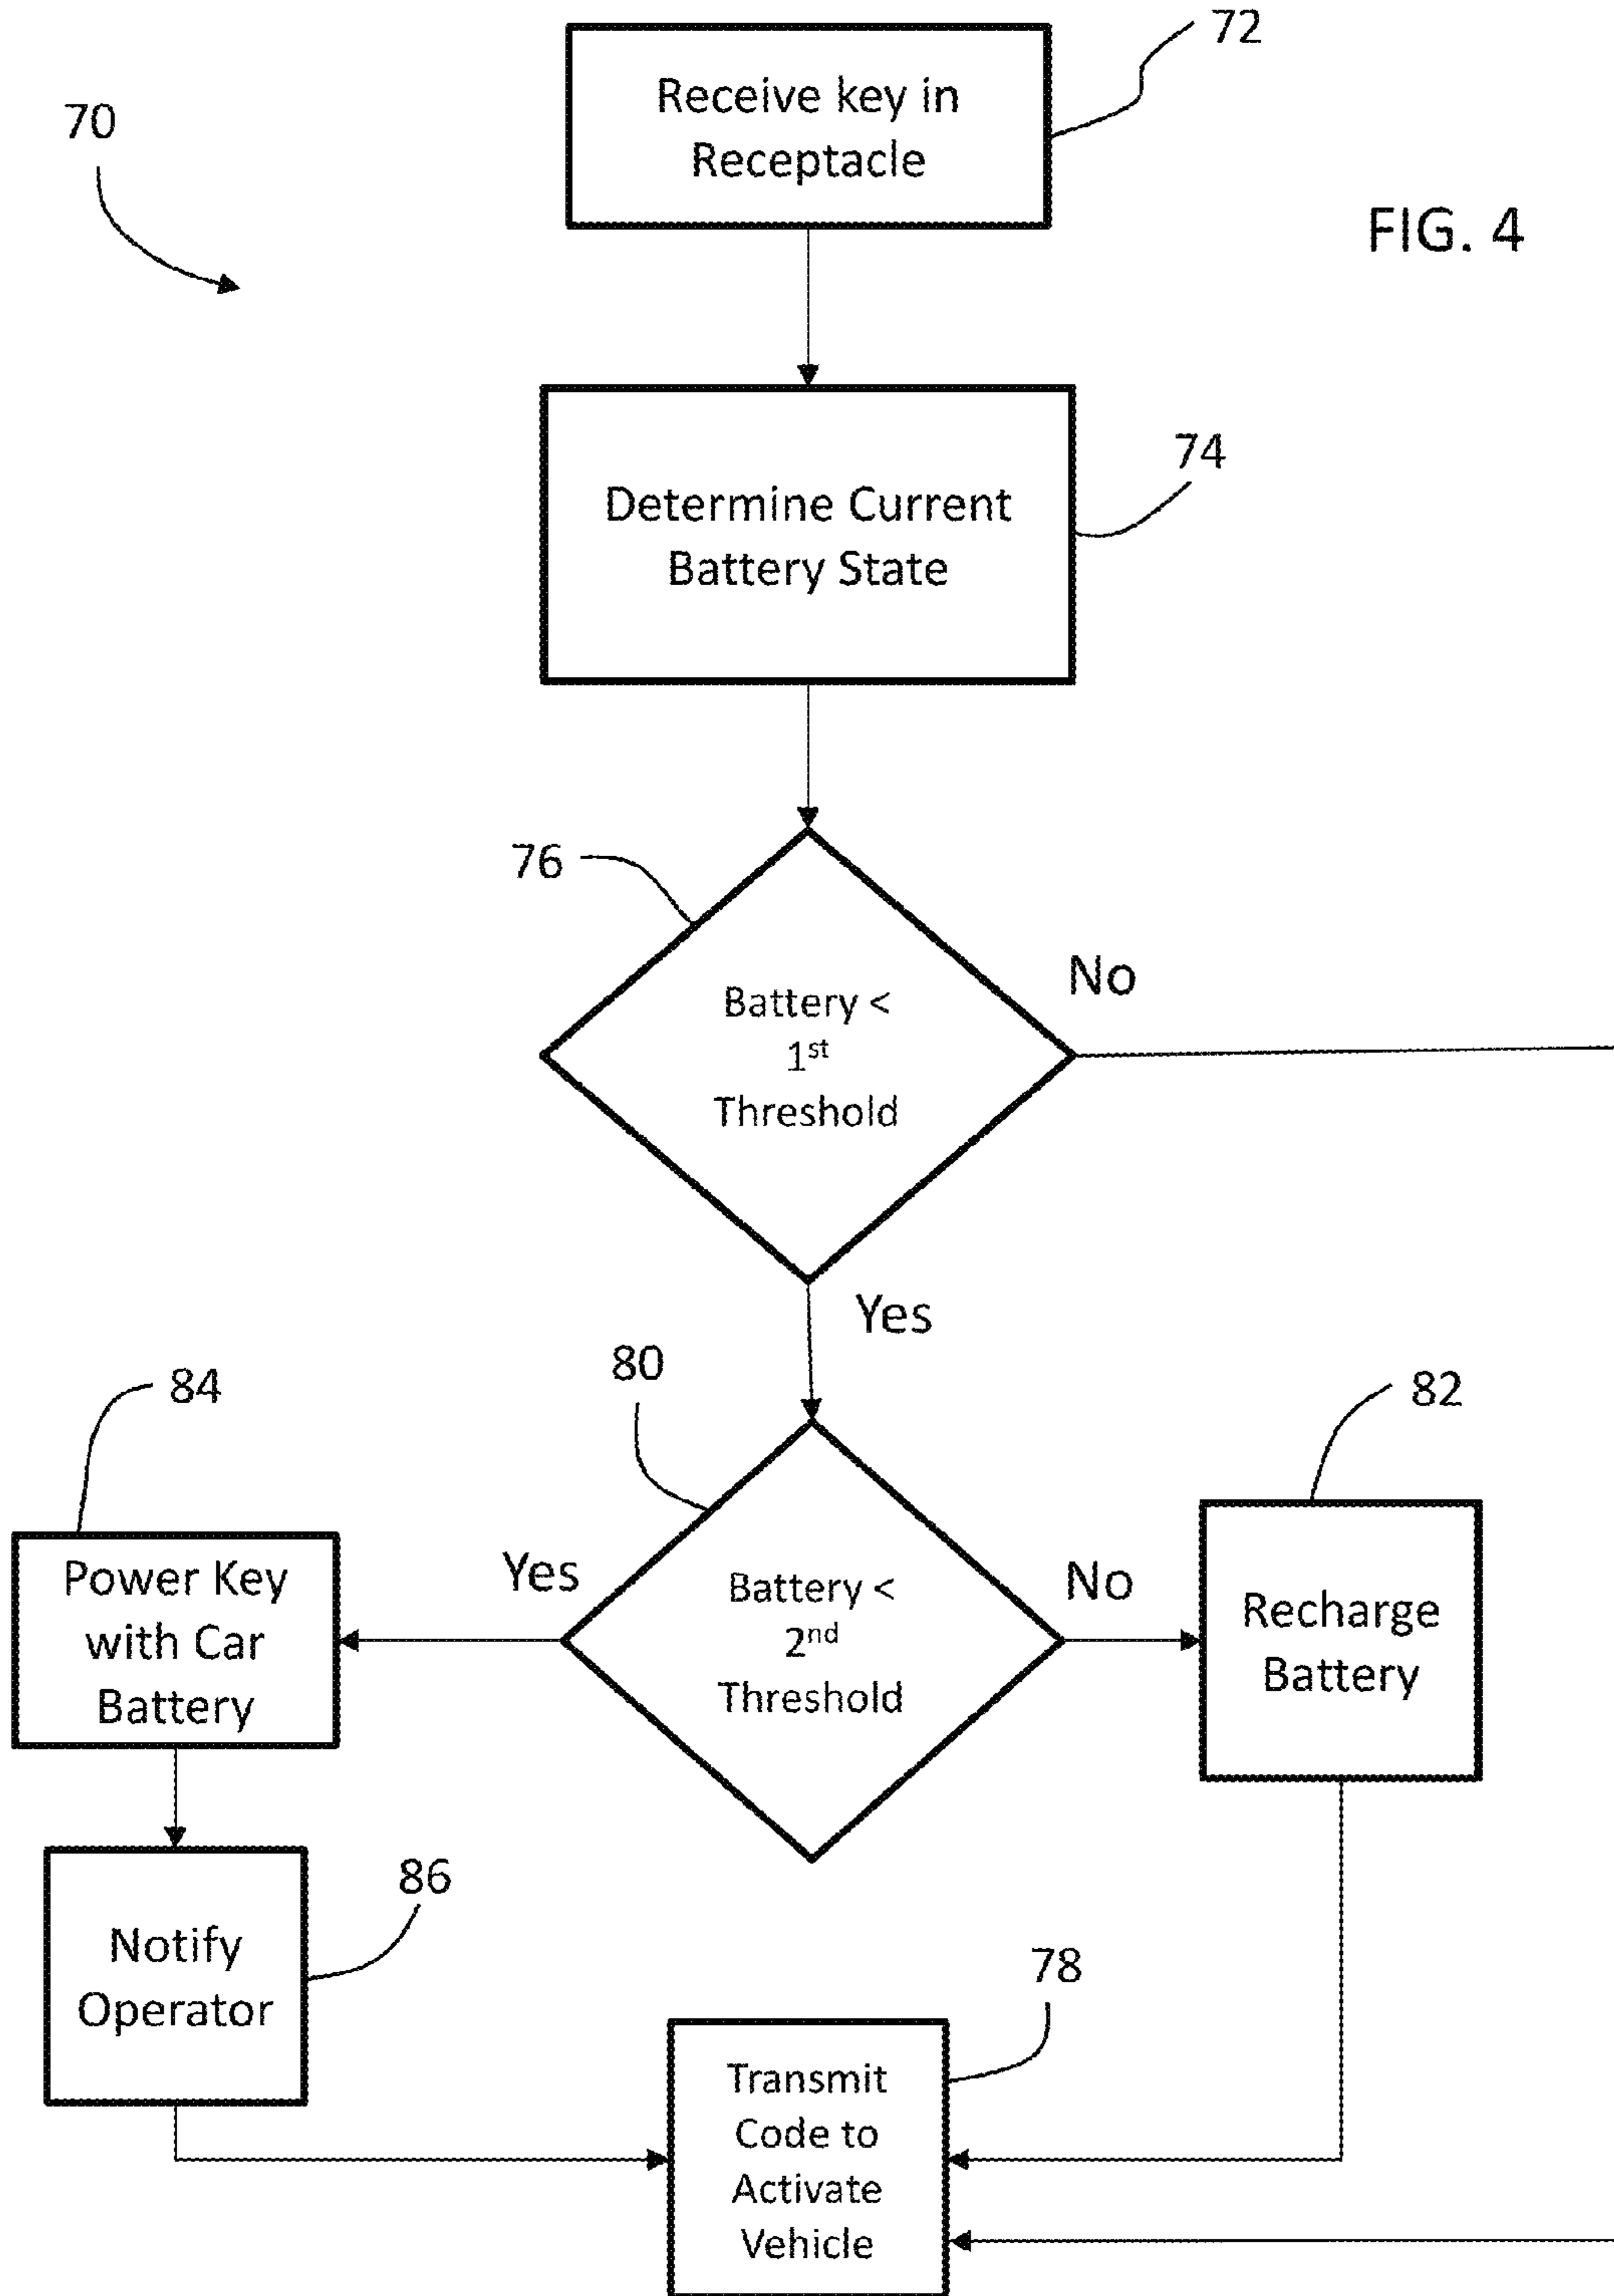 72
Receive key in
Receptacle
70
FIG. 4
74
Determine Current
Battery State
76
No
Battery <
1st
Threshold
Yes
80
84
82
Power Key
with Car
Battery
Yes
Battery <
2nd
Threshold
No
Recharge
Battery
86
Notify
Operator
78
Transmit
Code to
Activate
Vehicle